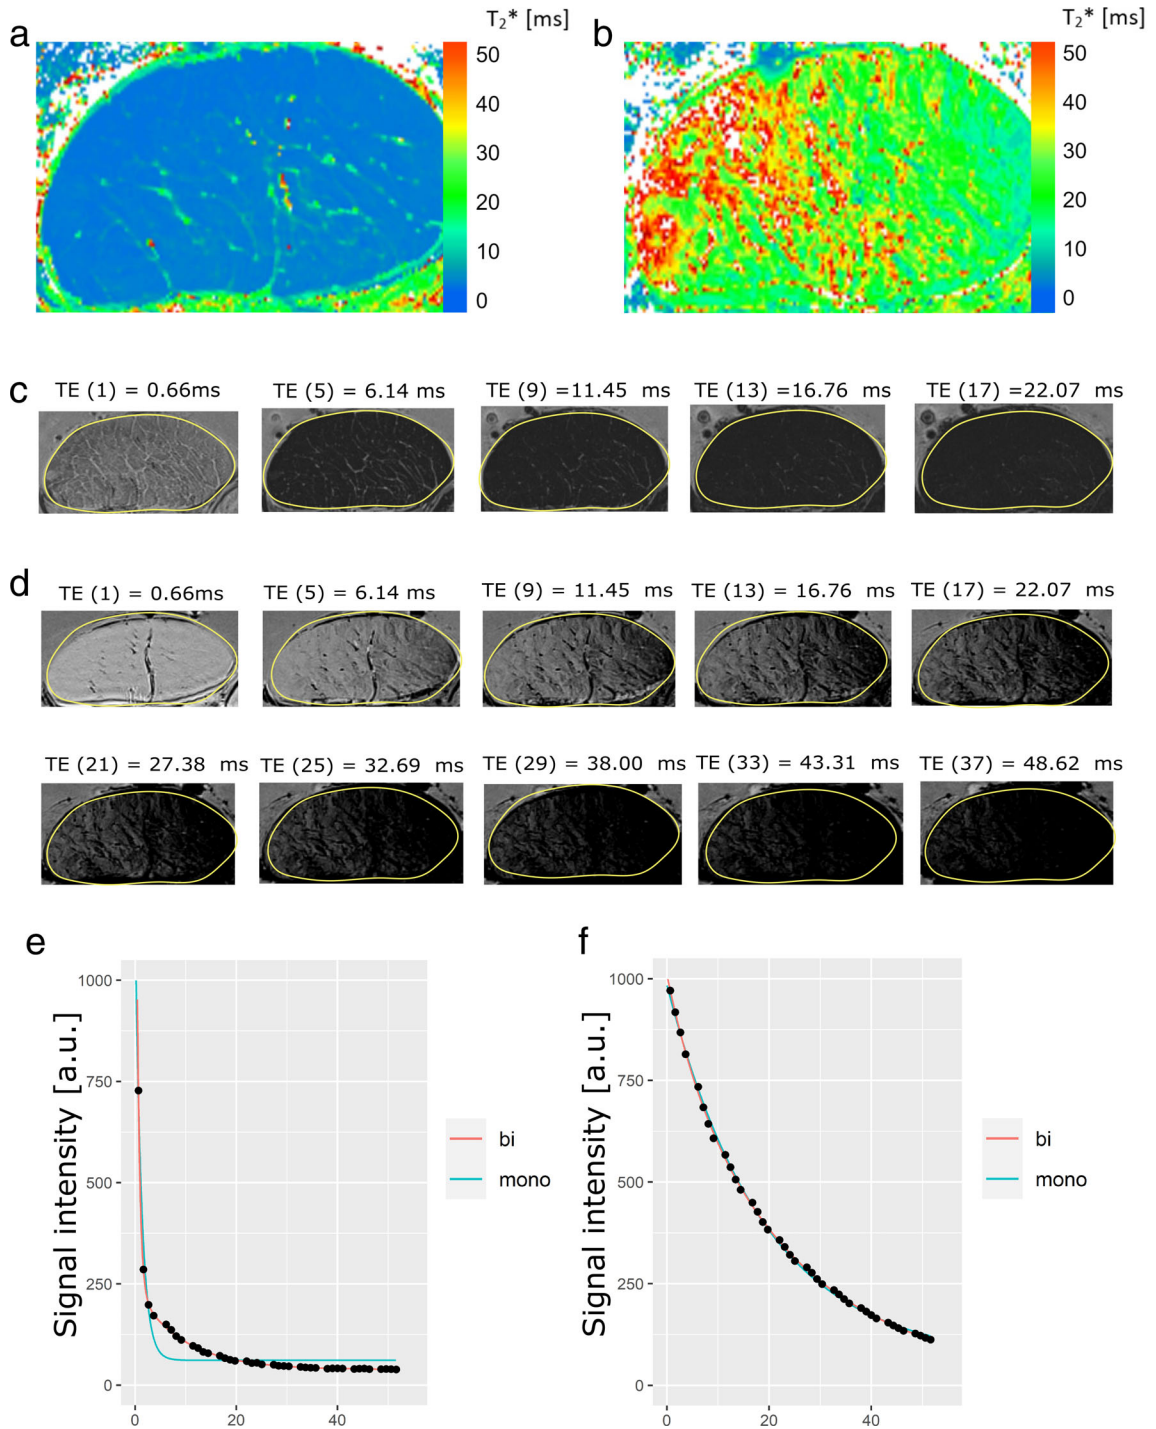 a
T2* [ms]
50
40
30
20
10
0
b
T2* [ms]
50
40
30
20
10
0
c
TE (1) = 0.66ms
TE (5) = 6.14 ms
TE (9) =11.45 ms
TE (13) =16.76 ms
TE (17) =22.07 ms
d
TE (1) = 0.66ms
TE (5) = 6.14 ms
TE (9) = 11.45 ms
TE (13) = 16.76 ms
TE (17) = 22.07 ms
TE (21) = 27.38 ms
TE (25) = 32.69 ms
TE (29) = 38.00 ms
TE (33) = 43.31 ms
TE (37) = 48.62 ms
e
Signal intensity [a.u.]
1000
750
500
250
0
0 20 40
bi
mono
f
Signal intensity [a.u.]
1000
750
500
250
0
0 20 40
bi
mono